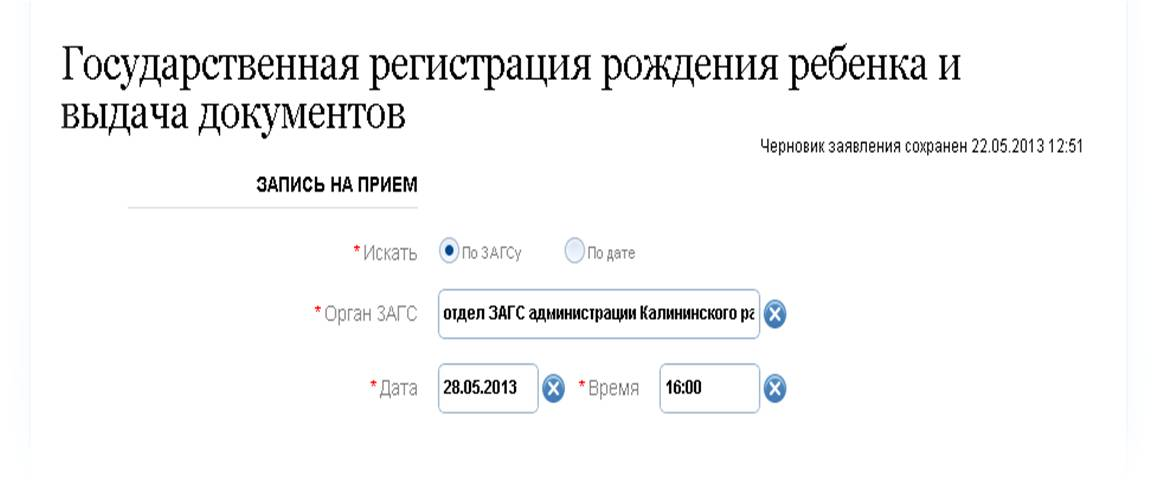 Государственная регистрация рождения ребенка и
выдача документов
Черновик заявления сохранен 22.05.2013 12:51
ЗАПИСЬ НА ПРИЕМ
*Искать По ЗАГСу По дате
*Орган ЗАГС отдел ЗАГС администрации Калининского ра
*Дата 28.05.2013 *Время 16:00